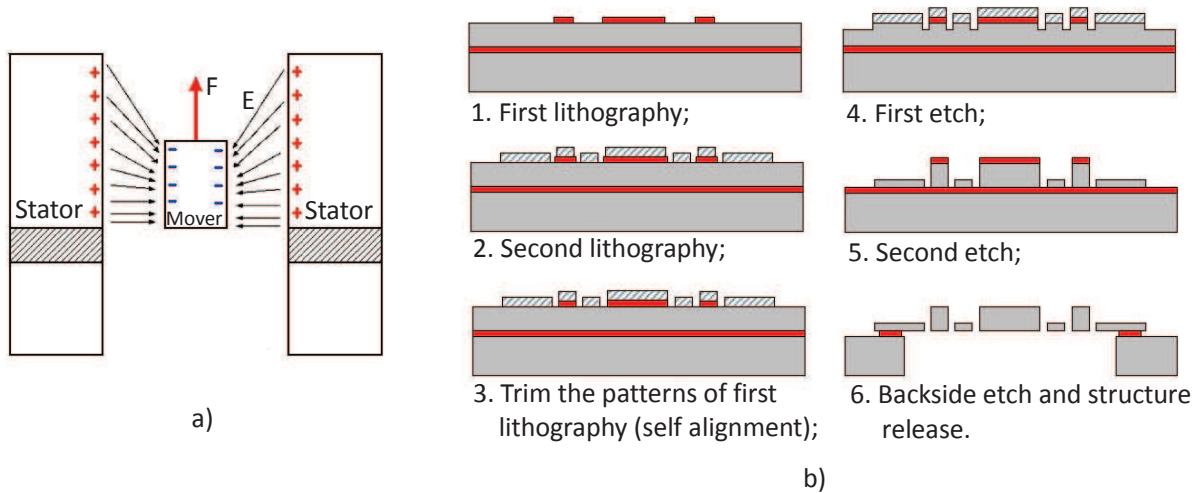 F
E
+ + + + + + +
+ + + + + + +
- - - -
- - - -
Stator
Mover
Stator
a)
1. First lithography;
2. Second lithography;
3. Trim the patterns of first
lithography (self alignment);
4. First etch;
5. Second etch;
6. Backside etch and structure
release.
b)